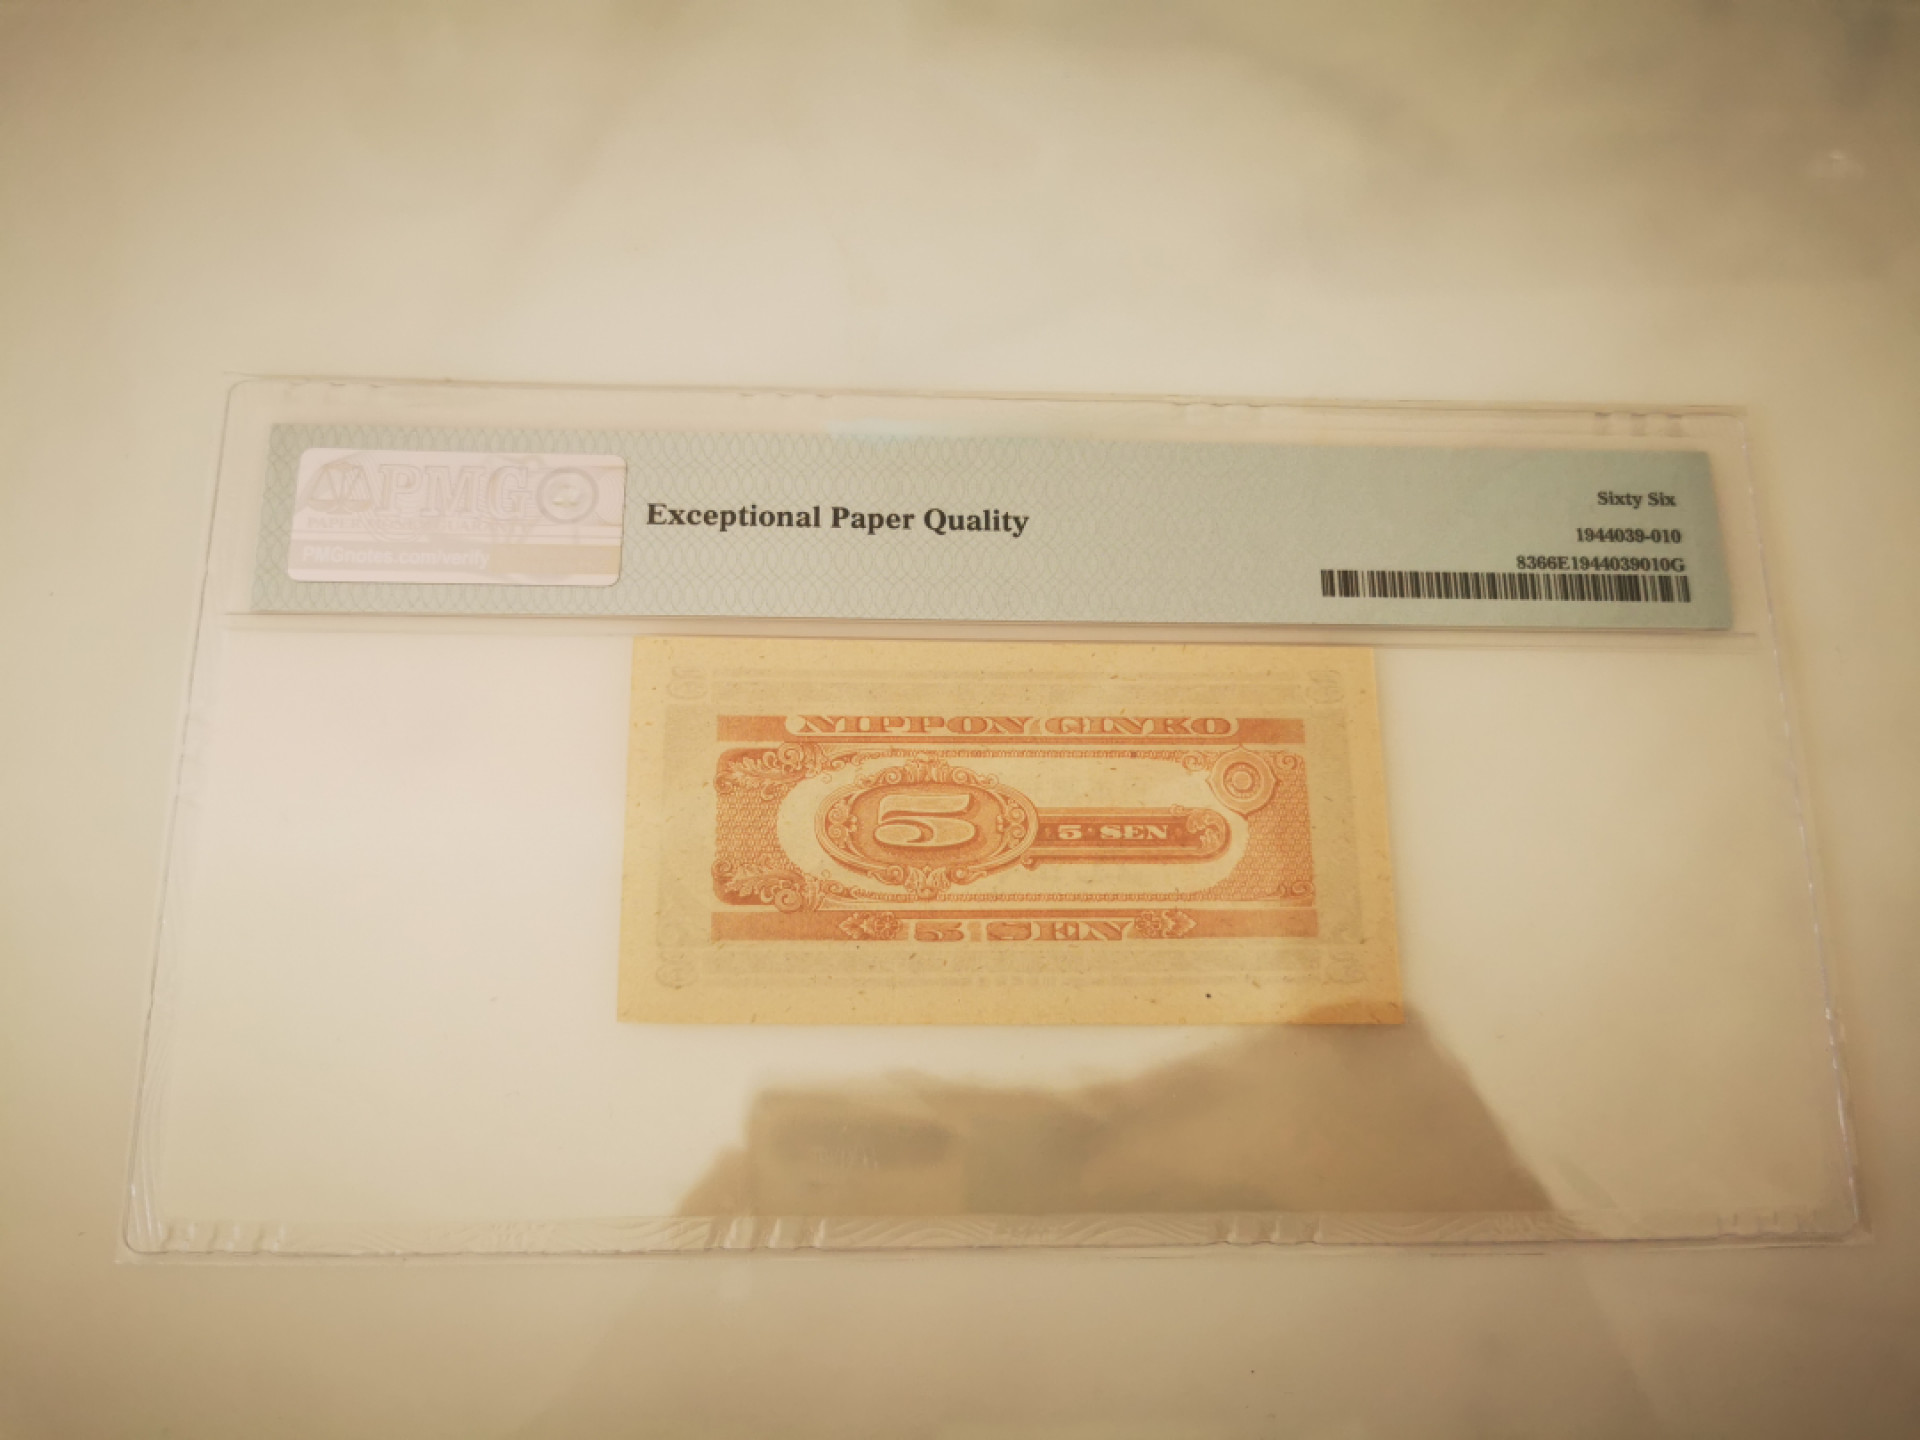 PMG
PMGnotes.com/verify
Exceptional Paper Quality
Sixty Six
1944039-010
8366E1944039010G
NIPPON GINKO
5
5 SEN
5 SEN